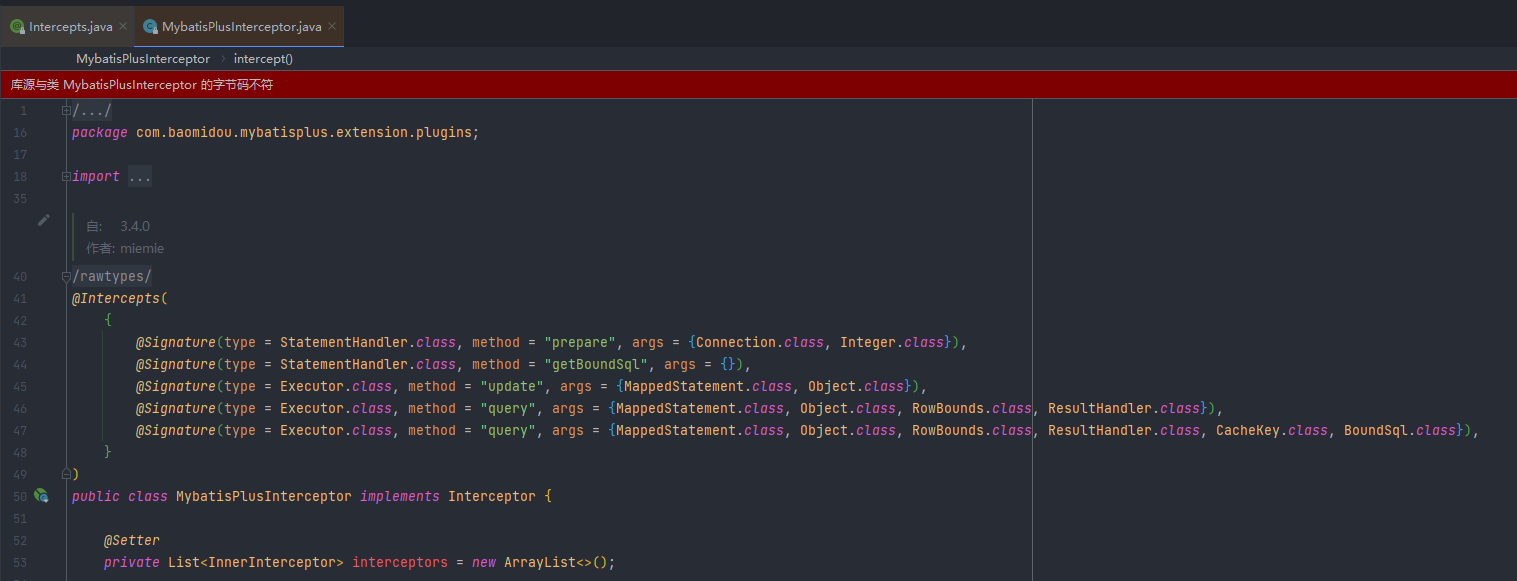 Intercepts.java MybatisPlusInterceptor.java
MybatisPlusInterceptor intercept()
库源与类 MybatisPlusInterceptor 的字节码不符
1 /.../
16 package com.baomidou.mybatisplus.extension.plugins;
17
18 import ...
35
自: 3.4.0
作者: miemie
40 /rawtypes/
41 @Intercepts(
42 {
43 @Signature(type = StatementHandler.class, method = "prepare", args = {Connection.class, Integer.class}),
44 @Signature(type = StatementHandler.class, method = "getBoundSql", args = {}),
45 @Signature(type = Executor.class, method = "update", args = {MappedStatement.class, Object.class}),
46 @Signature(type = Executor.class, method = "query", args = {MappedStatement.class, Object.class, RowBounds.class, ResultHandler.class}),
47 @Signature(type = Executor.class, method = "query", args = {MappedStatement.class, Object.class, RowBounds.class, ResultHandler.class, CacheKey.class, BoundSql.class}),
48 }
49 )
50 public class MybatisPlusInterceptor implements Interceptor {
51
52 @Setter
53 private List<InnerInterceptor> interceptors = new ArrayList<>();